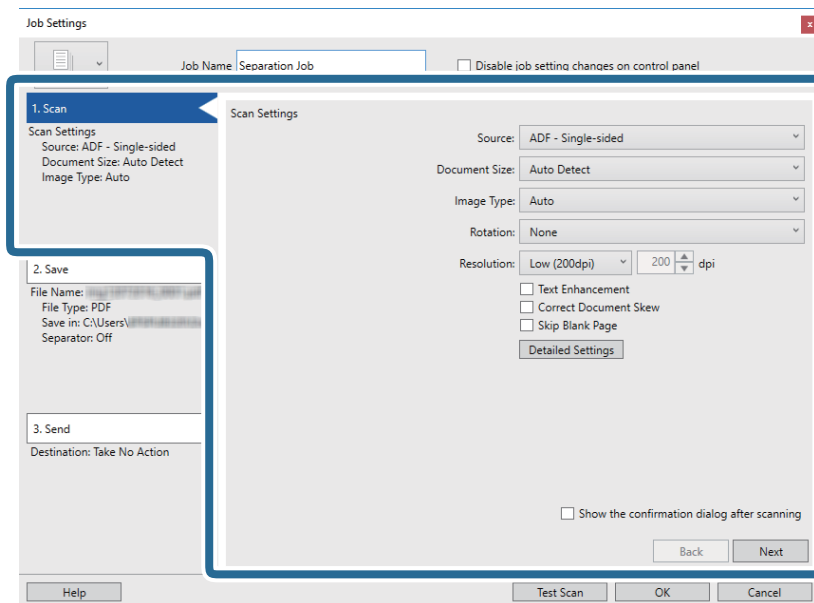 Job Settings
x
Job Name Separation Job Disable job setting changes on control panel
1. Scan
Scan Settings
Source: ADF - Single-sided
Document Size: Auto Detect
Image Type: Auto
2. Save
File Name:
File Type: PDF
Save in: C:\Users\
Separator: Off
3. Send
Destination: Take No Action
Scan Settings
Source: ADF - Single-sided
Document Size: Auto Detect
Image Type: Auto
Rotation: None
Resolution: Low (200dpi) 200 dpi
Text Enhancement
Correct Document Skew
Skip Blank Page
Detailed Settings
Show the confirmation dialog after scanning
Back Next
Help Test Scan OK Cancel